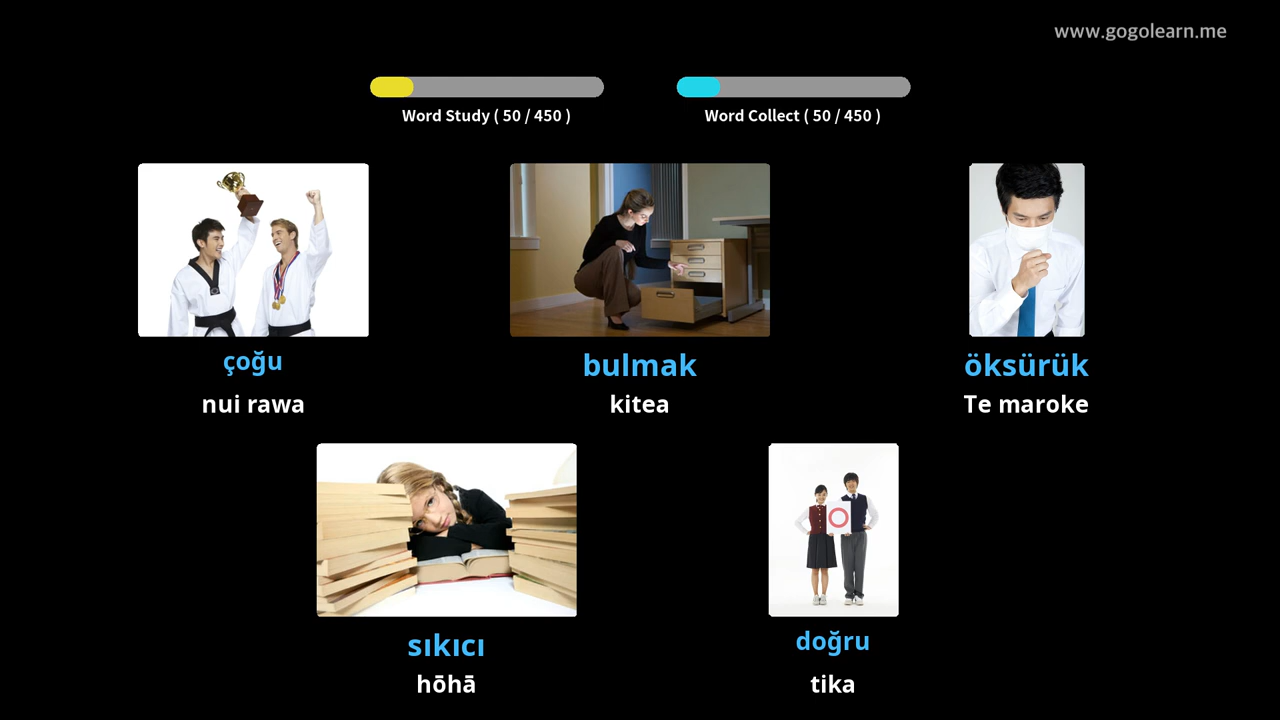 www.gogolearn.me
Word Study ( 50 / 450 )
Word Collect ( 50 / 450 )
çoğu
nui rawa
bulmak
kitea
öksürük
Te maroke
sıkıcı
hōhā
doğru
tika